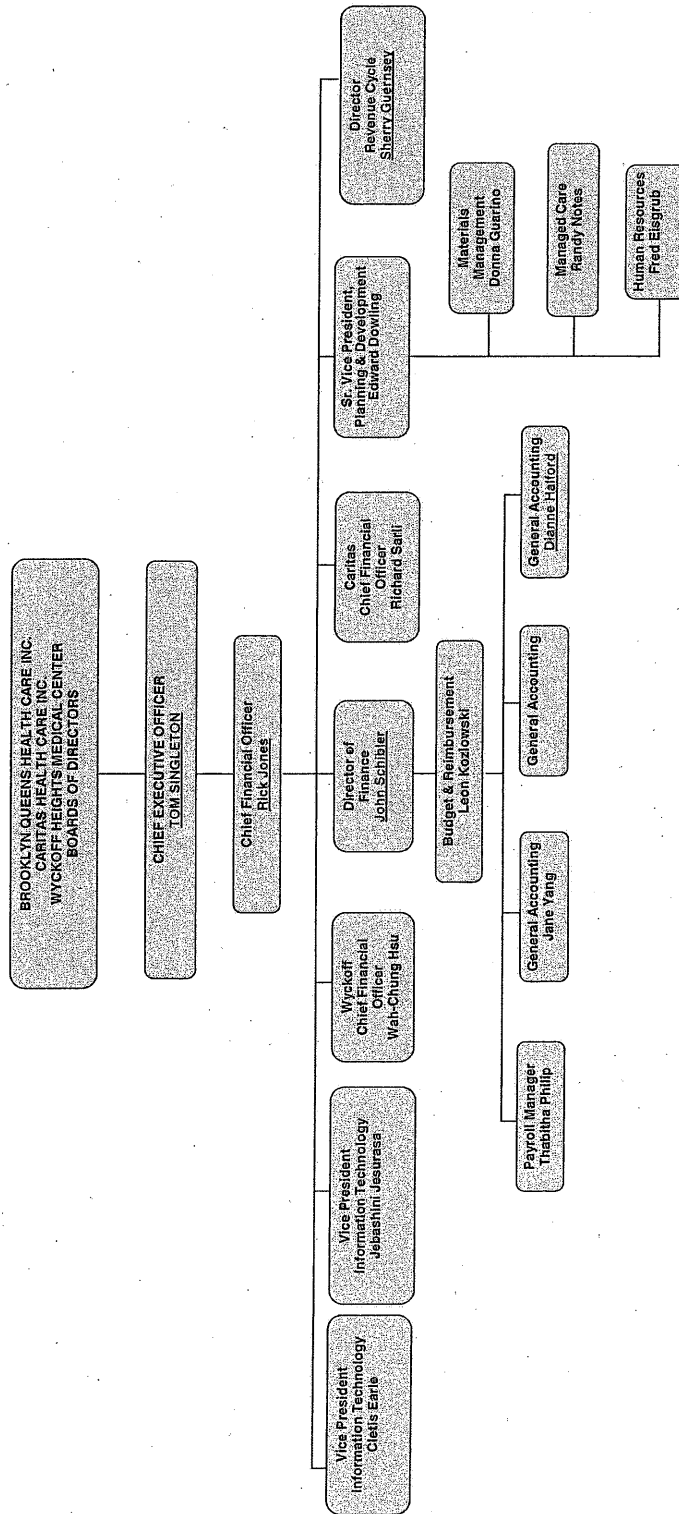 BROOKLYN QUEENS HEALTH CARE INC.
CARITAS HEALTH CARE INC.
WYCKOFF HEIGHTS MEDICAL CENTER
BOARDS OF DIRECTORS
CHIEF EXECUTIVE OFFICER
TOM SINGLETON
Chief Financial Officer
Rick Jones
Vice President
Information Technology
Cletis Earle
Vice President
Information Technology
Jebashini Jesurasa
Wyckoff
Chief Financial
Officer
Wah-Chung Hsu
Director of
Finance
John Schibler
Caritas
Chief Financial
Officer
Richard Sarli
Sr. Vice President,
Planning & Development
Edward Dowling
Director
Revenue Cycle
Sherry Guernsey
Budget & Reimbursement
Leon Kozlowski
Payroll Manager
Thabitha Philip
General Accounting
Jane Yang
General Accounting
General Accounting
Dianne Halford
Materials
Management
Donna Guarino
Managed Care
Randy Notes
Human Resources
Fred Eisgrub